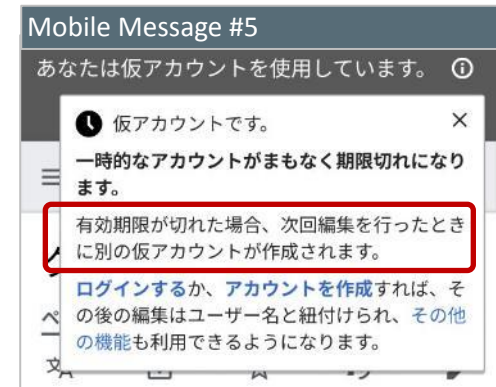 Mobile Message #5
あなたは仮アカウントを使用しています。
仮アカウントです。
一時的なアカウントがまもなく期限切れになり
ます。
有効期限が切れた場合、次回編集を行ったとき
に別の仮アカウントが作成されます。
ログインするか、アカウントを作成すれば、そ
の後の編集はユーザー名と紐付けられ、その他
の機能も利用できるようになります。